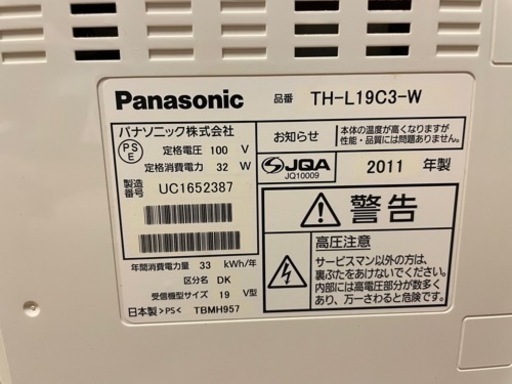 Panasonic
品番 TH-L19C3-W
パナソニック株式会社
PS
E
定格電圧 100 V
定格消費電力 32 W
製造
番号 UC1652387
年間消費電力量 33 kWh/年
区分名 DK
受信機型サイズ 19 V型
日本製 >PS< TBMH957
お知らせ
本体の温度が高くなりますが
性能・品質には問題ありません。
JQA
JQ10009
2011 年製
警告
高圧注意
サービスマン以外の方は、
裏ぶたをあけないでください。
内部には高電圧部分が数多く
あり、万一さわると危険です。